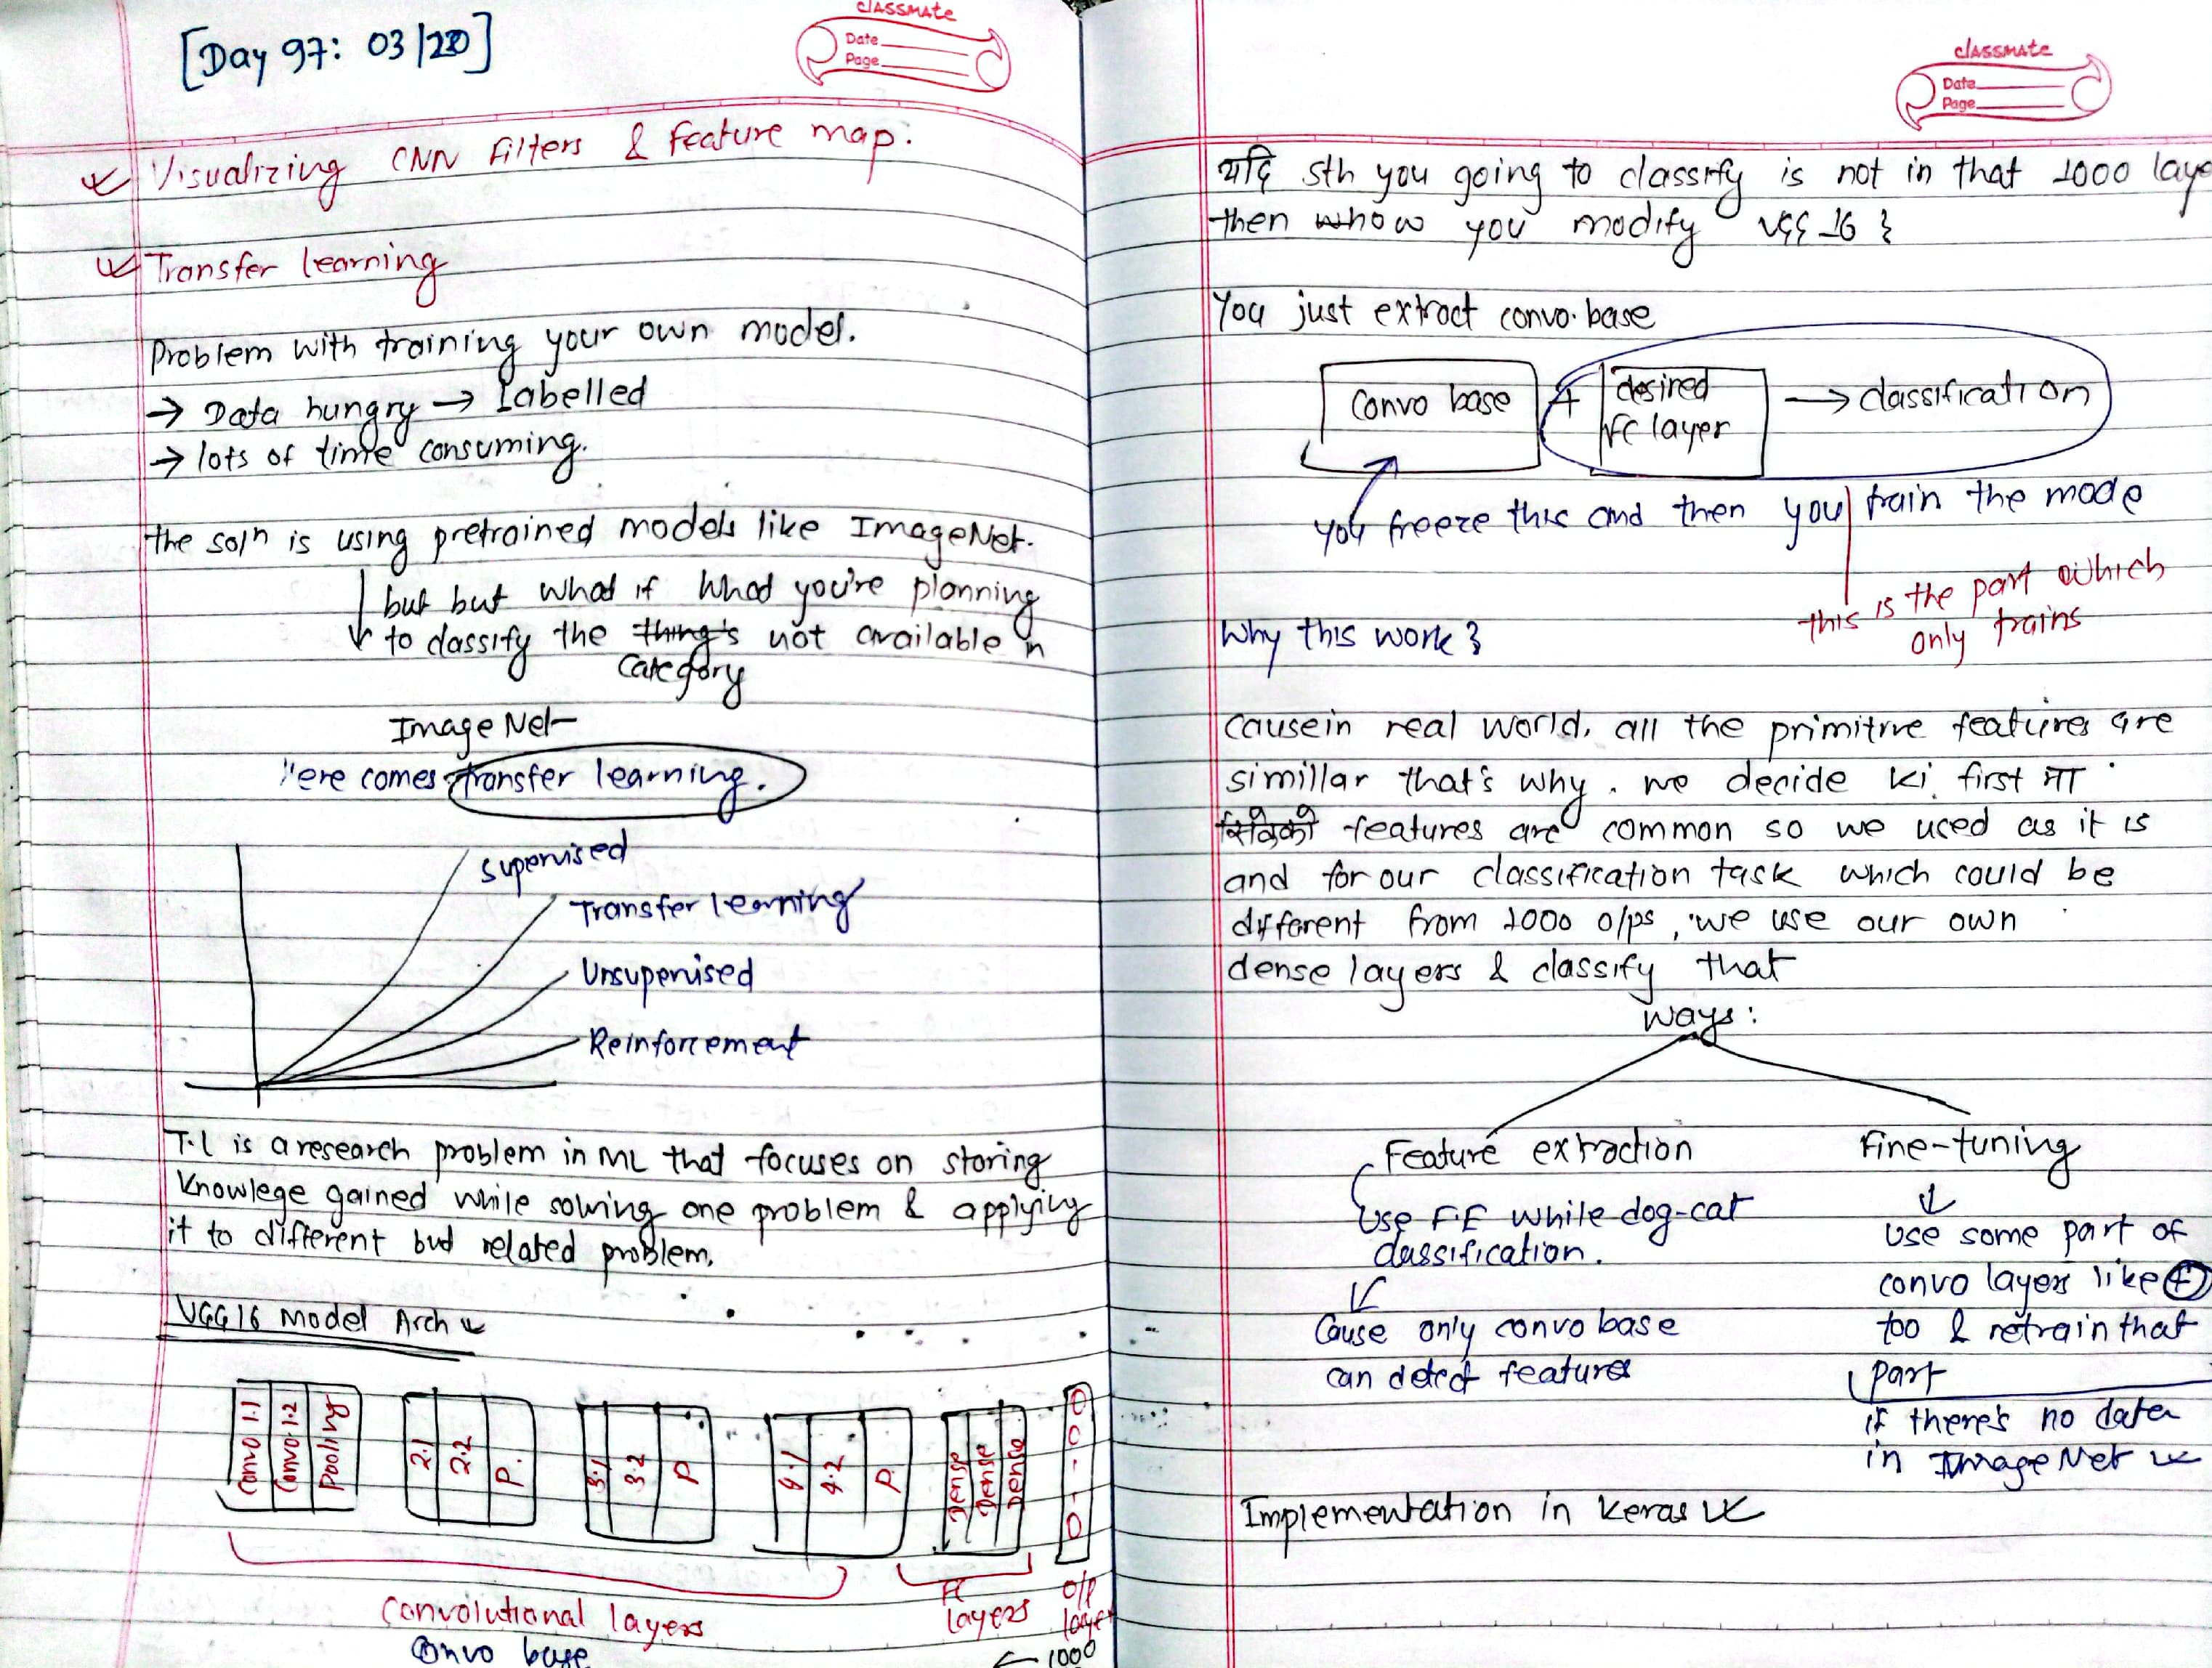 [Day 97: 03/20]
classmate
Date
Page
Visualizing CNN Filters & feature map.
Transfer learning
Problem with training your own model.
→ Data hungry → Labelled
→ lots of time consuming.
the soln is using pretrained models like ImageNet.
but but what if what you're planning
to classify the thing's not available in
category
ImageNet
Here comes transfer learning.
Supervised
Transfer learning
Unsupervised
Reinforcement
T.L is a research problem in ML that focuses on storing
Knowlege gained while solving one problem & applying
it to different but related problem.
VGG16 Model Arch
Convo 1.1
Convo 1.2
Pooling
2.1
2.2
P.
3.1
3.2
P
4.1
4.2
P.
Dense
Dense
Dense
Convolutional layers
Convo base
FC
layers
O/P
layer
← 1000
classmate
Date
Page
यदि sth you going to classify is not in that 1000 laye
then how you modify VGG 16 ?
You just extract convo. base
Convo base + desired FC layer → classification
you freeze this and then you train the mode
this is the part which
only trains
Why this work ?
Cause in real world, all the primitive features are
simillar that's why. we decide ki first मा
features are common so we used as it is
and for our classification task which could be
different from 1000 o/ps, we use our own
dense layers & classify that
Ways:
Feature extraction
Use F.E while dog-cat
classification.
Cause only convo base
can detect features
Fine-tuning
Use some part of
convo layers like
too & retrain that
part
if there's no data
in ImageNet
Implementation in Keras